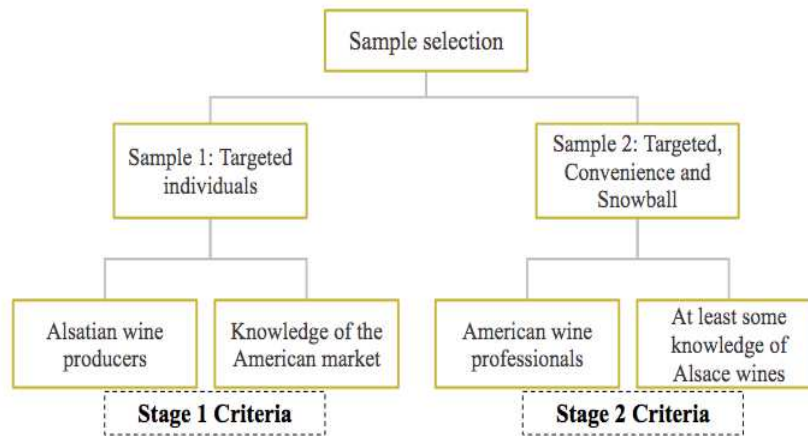 Sample selection
Sample 1: Targeted
individuals
Sample 2: Targeted,
Convenience and
Snowball
Alsatian wine
producers
Knowledge of the
American market
American wine
professionals
At least some
knowledge of
Alsace wines
Stage 1 Criteria
Stage 2 Criteria